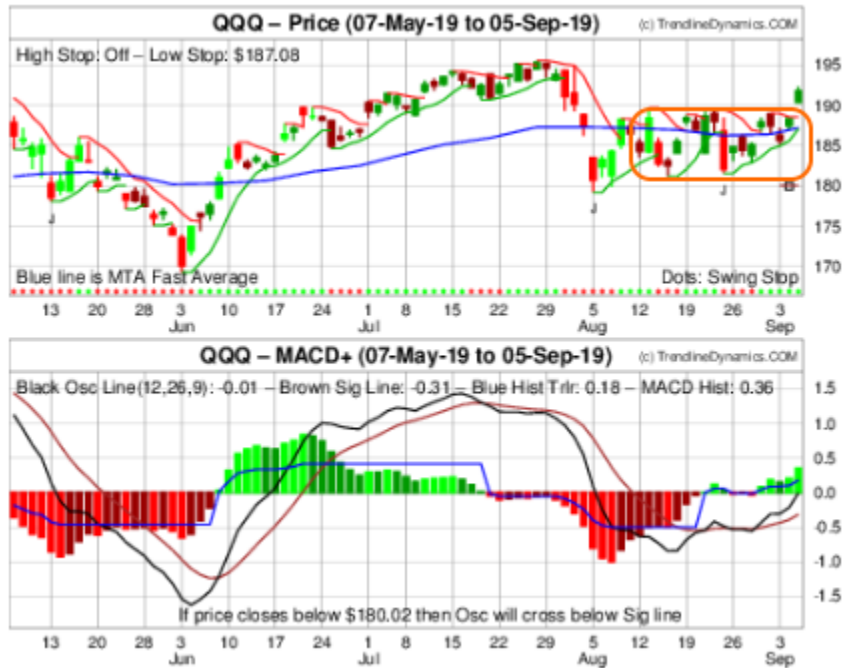 QQQ – Price (07-May-19 to 05-Sep-19) (c) TrendlineDynamics.COM
High Stop: Off – Low Stop: $187.08
195
190
185
180
175
170
J
J
J
Blue line is MTA Fast Average Dots: Swing Stop
13 20 28 3 10 17 24 1 8 15 22 29 5 12 19 26 3
Jun Jul Aug Sep
QQQ – MACD+ (07-May-19 to 05-Sep-19) (c) TrendlineDynamics.COM
Black Osc Line(12,26,9): -0.01 – Brown Sig Line: -0.31 – Blue Hist Trlr: 0.18 – MACD Hist: 0.36
1.5
1.0
0.5
0.0
-0.5
-1.0
-1.5
If price closes below $180.02 then Osc will cross below Sig line
13 20 28 3 10 17 24 1 8 15 22 29 5 12 19 26 3
Jun Jul Aug Sep